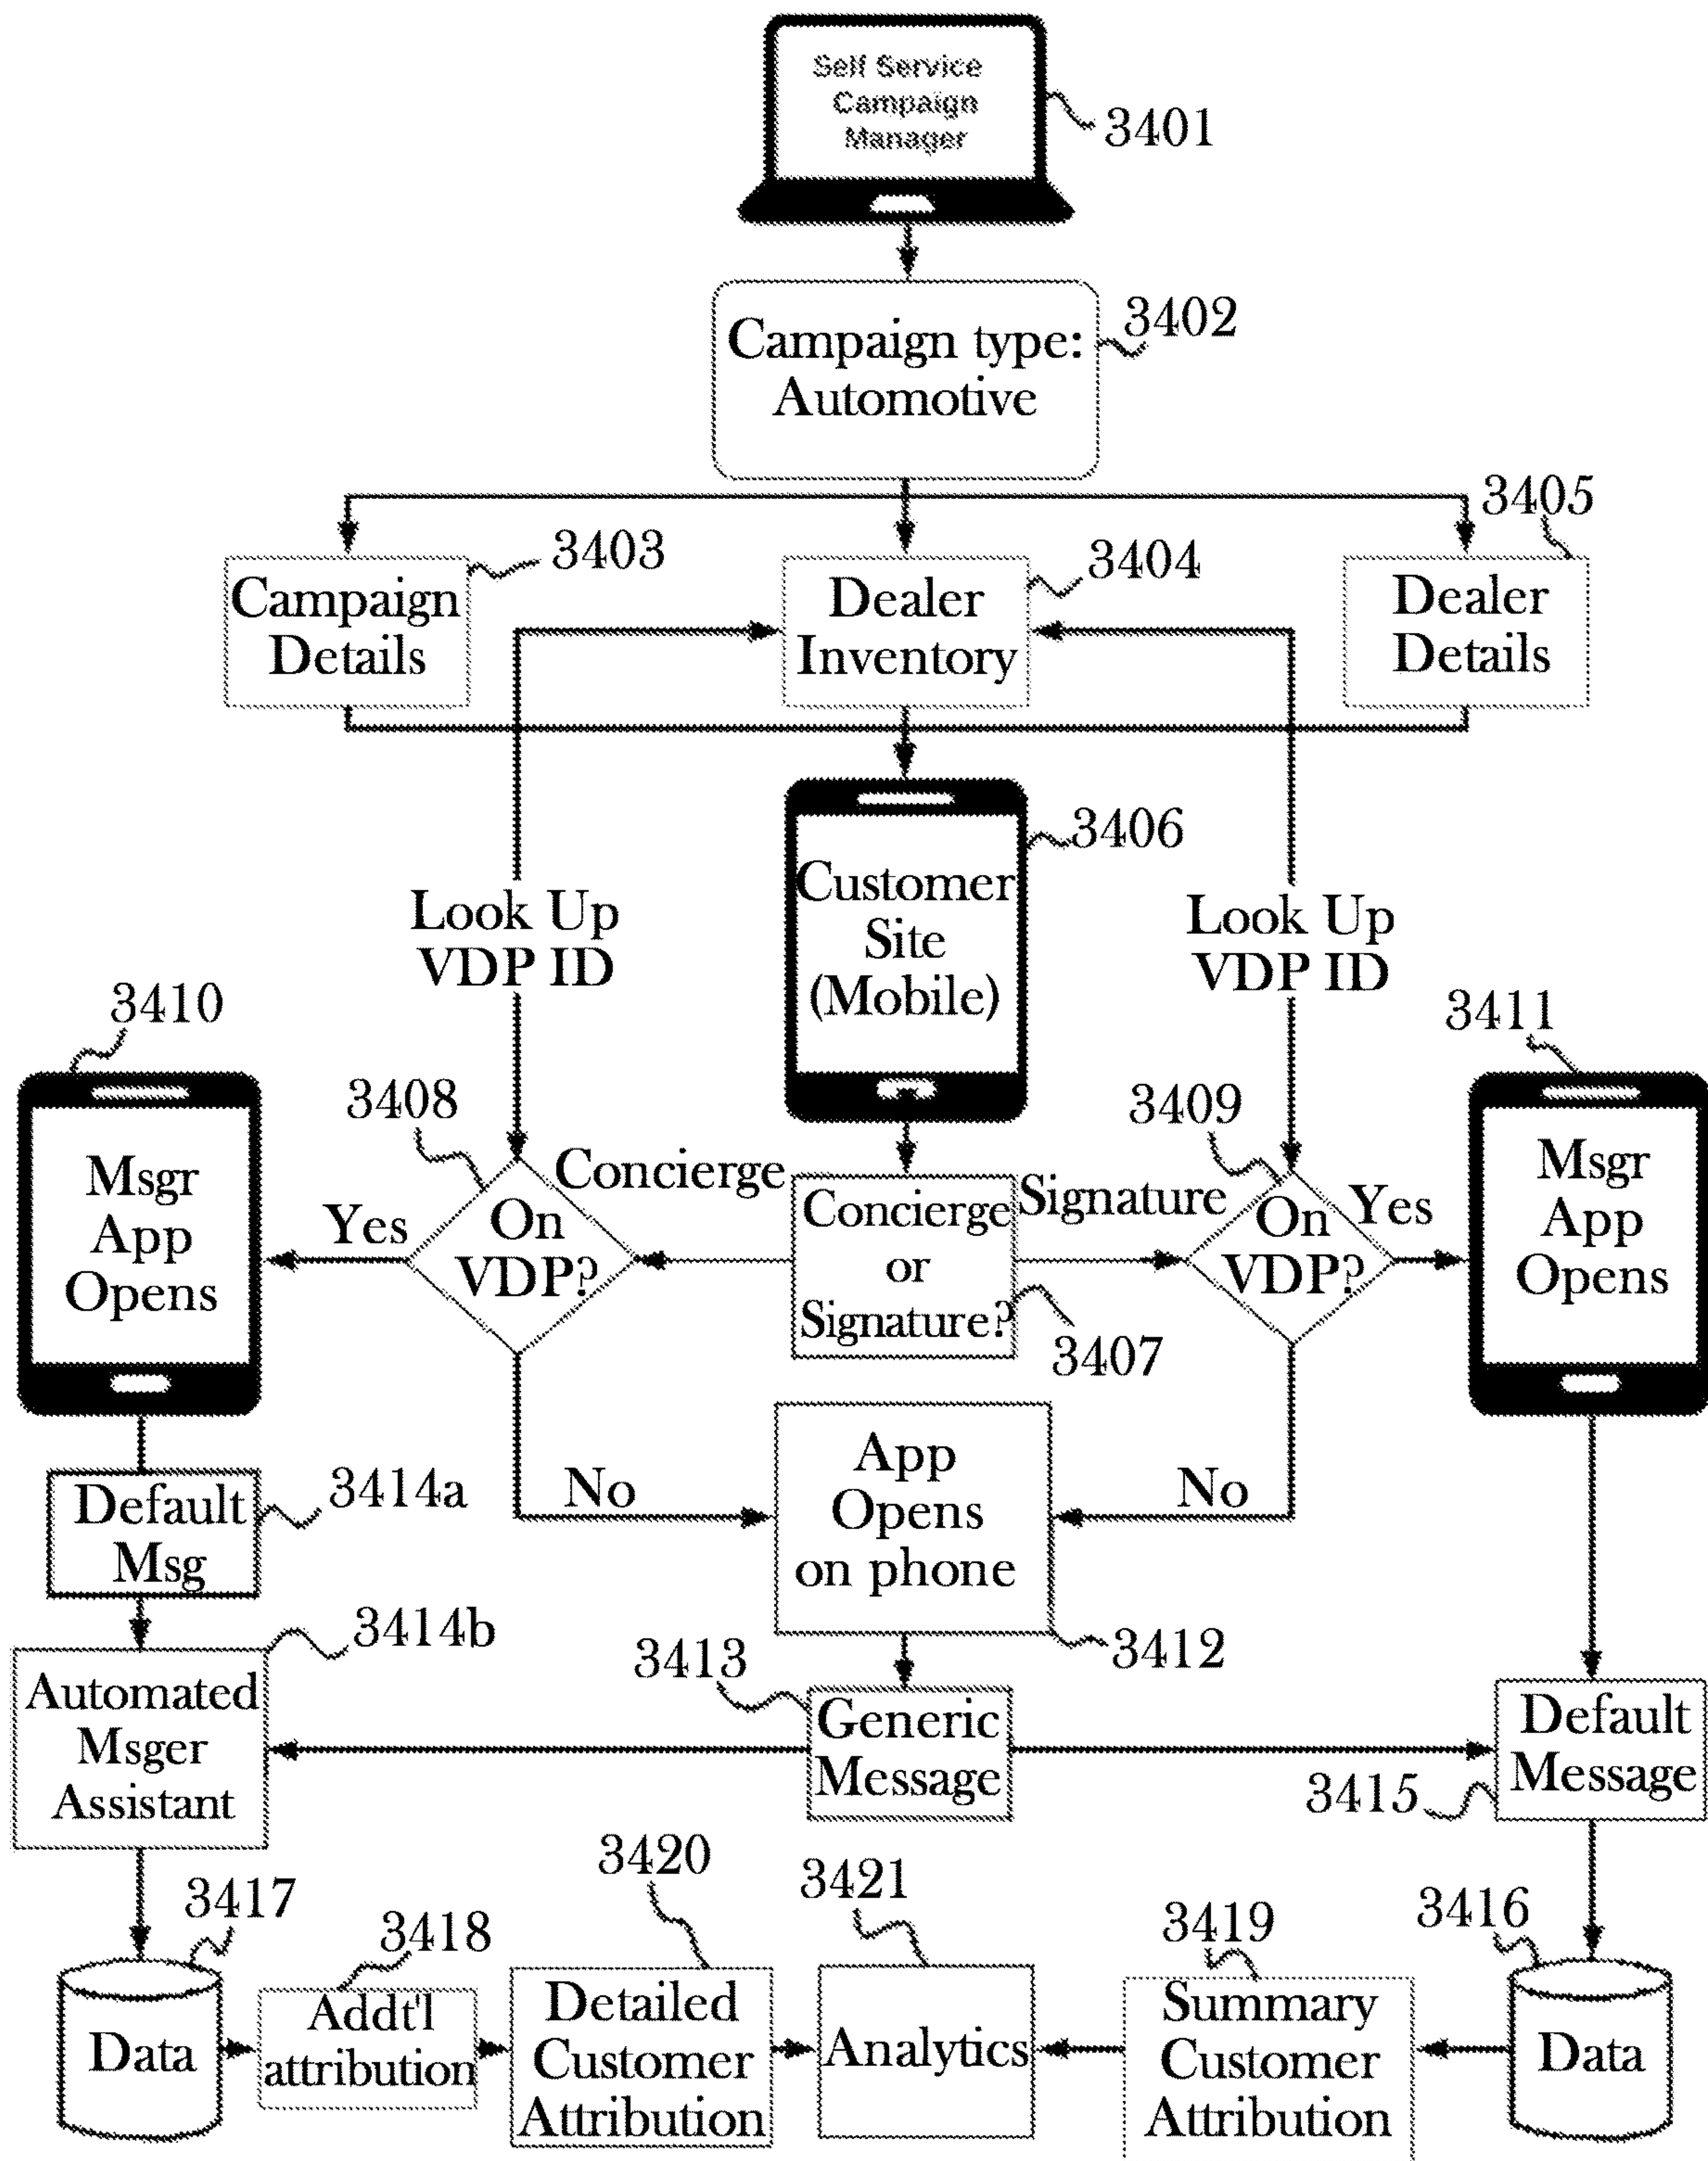 Self Service
Campaign
Manager
3401
Campaign type:
Automotive
3402
3403
3404
3405
Campaign
Details
Dealer
Inventory
Dealer
Details
3406
Customer
Site
(Mobile)
Look Up
VDP ID
Look Up
VDP ID
3410
3411
3408
3409
Msgr
App
Opens
Yes
On
VDP?
Concierge
Concierge
or
Signature?
3407
Signature
On
VDP?
Yes
Msgr
App
Opens
No
App
Opens
on phone
No
3412
Default
Msg
3414a
3414b
Automated
Msger
Assistant
3413
Generic
Message
Default
Message
3415
3417
3418
3420
3421
3419
3416
Data
Addt'l
attribution
Detailed
Customer
Attribution
Analytics
Summary
Customer
Attribution
Data